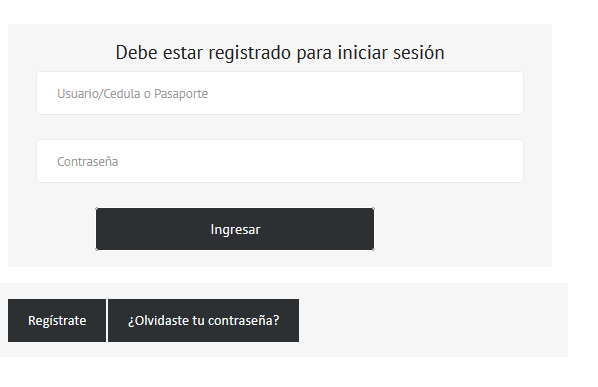 Debe estar registrado para iniciar sesión
Usuario/Cedula o Pasaporte
Contraseña
Ingresar
Regístrate ¿Olvidaste tu contraseña?